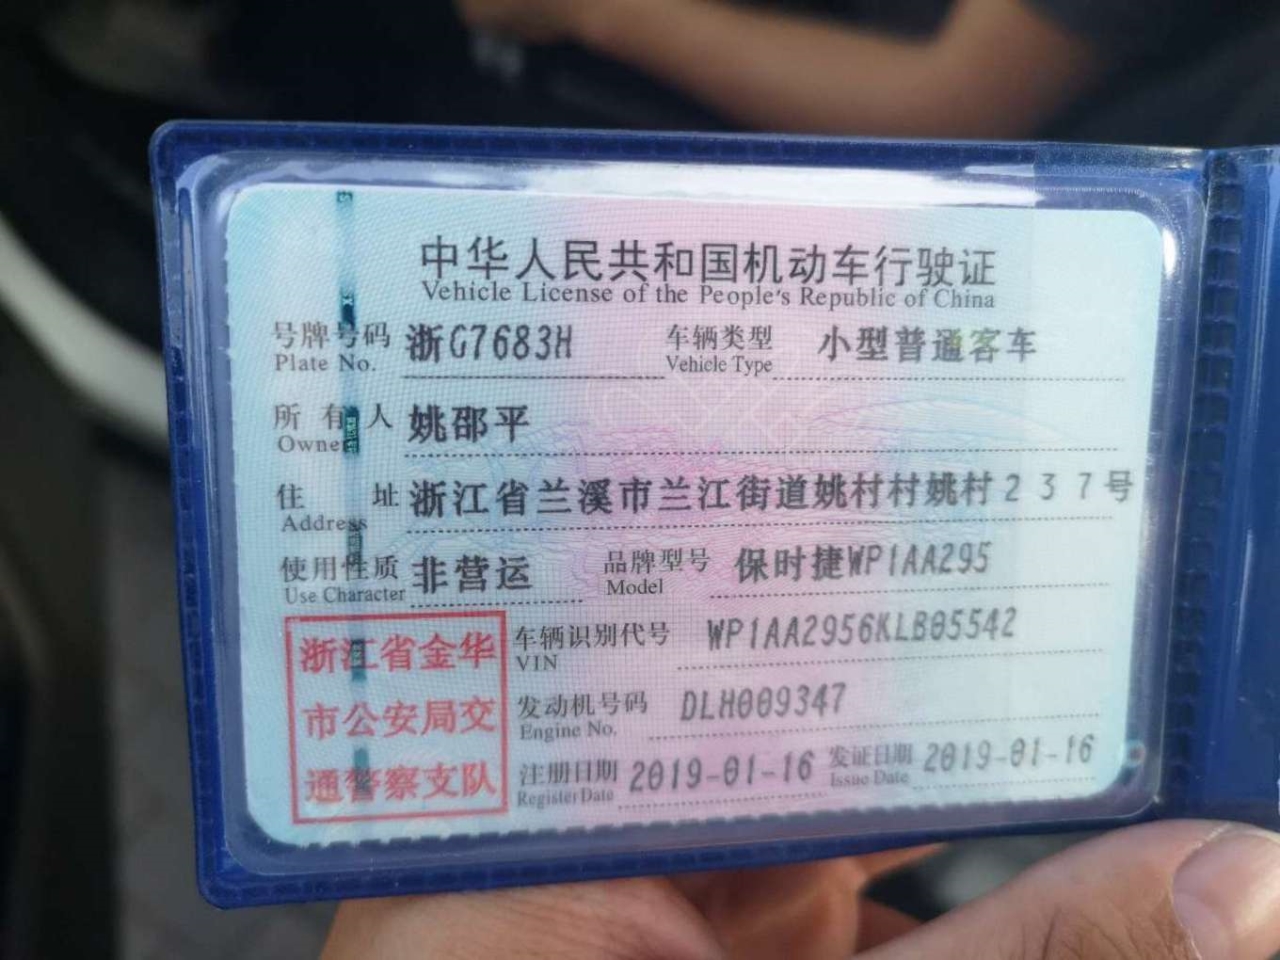 中华人民共和国机动车行驶证
Vehicle License of the People's Republic of China
号牌号码 浙G7683H 车辆类型 小型普通客车
Plate No. Vehicle Type
所有人 姚邵平
Owner
住址 浙江省兰溪市兰江街道姚村村姚村237号
Address
使用性质 非营运 品牌型号 保时捷WP1AA295
Use Character Model
浙江省金华
市公安局交
通警察支队
车辆识别代号 WP1AA2956KLB05542
VIN
发动机号码 DLH009347
Engine No.
注册日期 2019-01-16 发证日期 2019-01-16
Register Date Issue Date